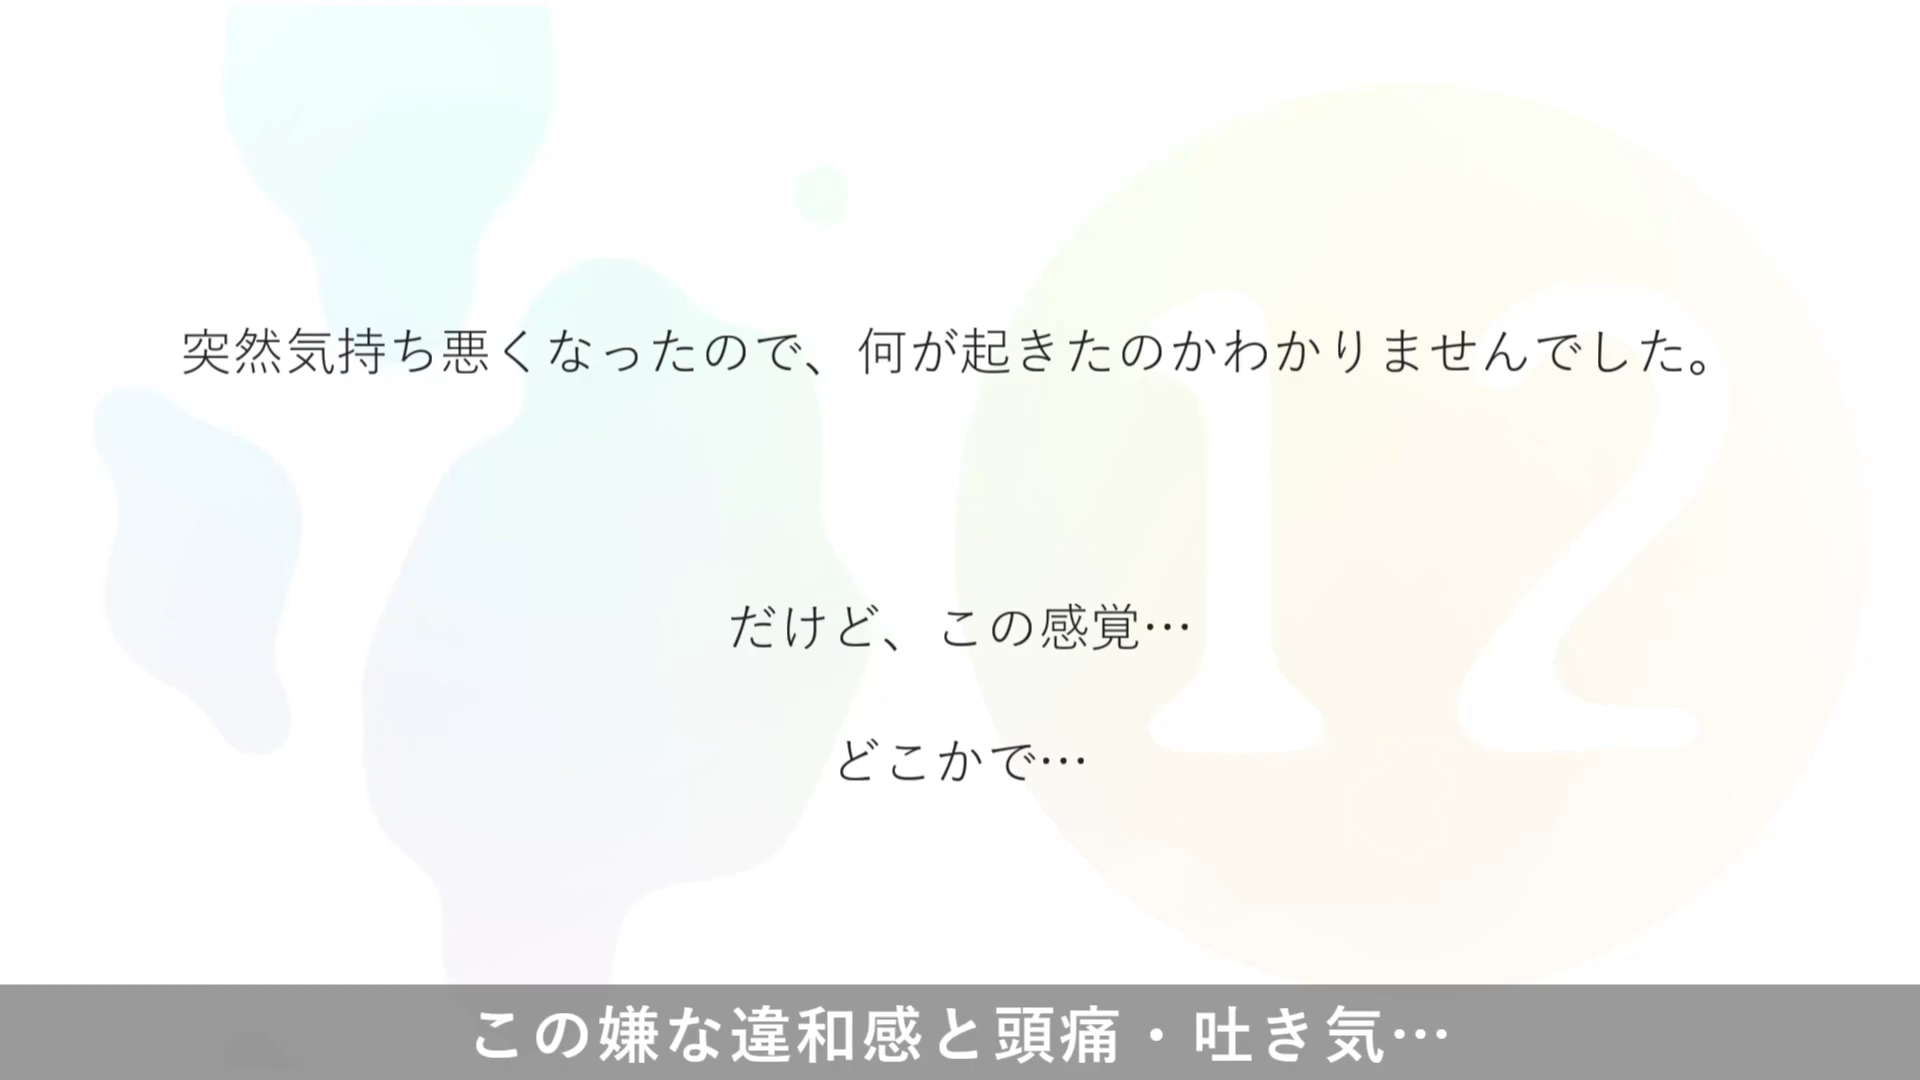 12
突然気持ち悪くなったので、何が起きたのかわかりませんでした。
だけど、この感覚…
どこかで…
この嫌な違和感と頭痛・吐き気…